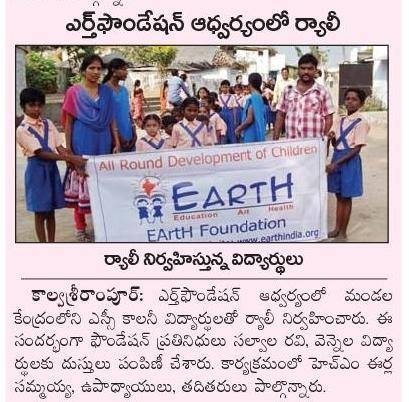 ఎర్త్‌ఫౌండేషన్ ఆధ్వర్యంలో ర్యాలీ
All Round Development of Children
EArtH
Education Art Health
EArtH Foundation
www.earthindia.org
ర్యాలీ నిర్వహిస్తున్న విద్యార్థులు
కాల్వశ్రీరాంపూర్: ఎర్త్‌ఫౌండేషన్ ఆధ్వర్యంలో మండల
కేంద్రంలోని ఎస్సీ కాలనీ విద్యార్థులతో ర్యాలీ నిర్వహించారు. ఈ
సందర్భంగా ఫౌండేషన్ ప్రతినిధులు సల్వాల రవి, వెన్నెల విద్యా
ర్థులకు దుస్తులు పంపిణీ చేశారు. కార్యక్రమంలో హెచ్ఎం ఈర్ల
సమ్మయ్య, ఉపాధ్యాయులు, తదితరులు పాల్గొన్నారు.